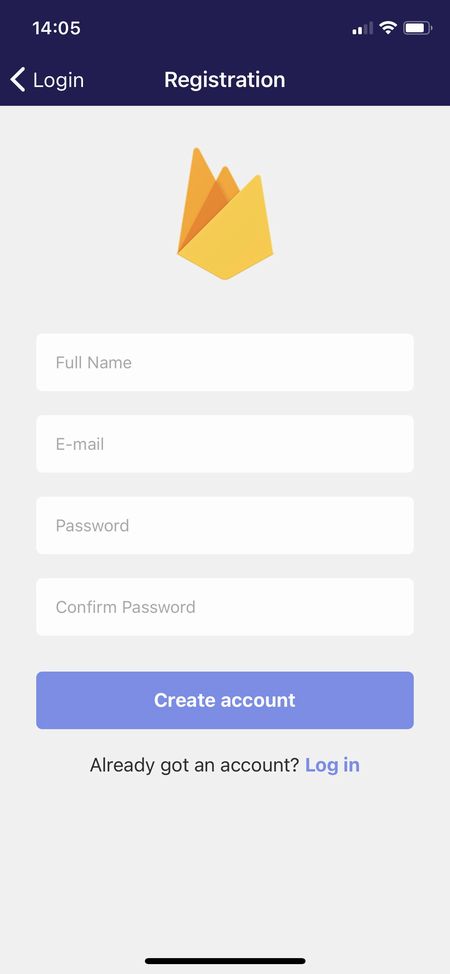 14:05
Login
Registration
Full Name
E-mail
Password
Confirm Password
Create account
Already got an account? Log in